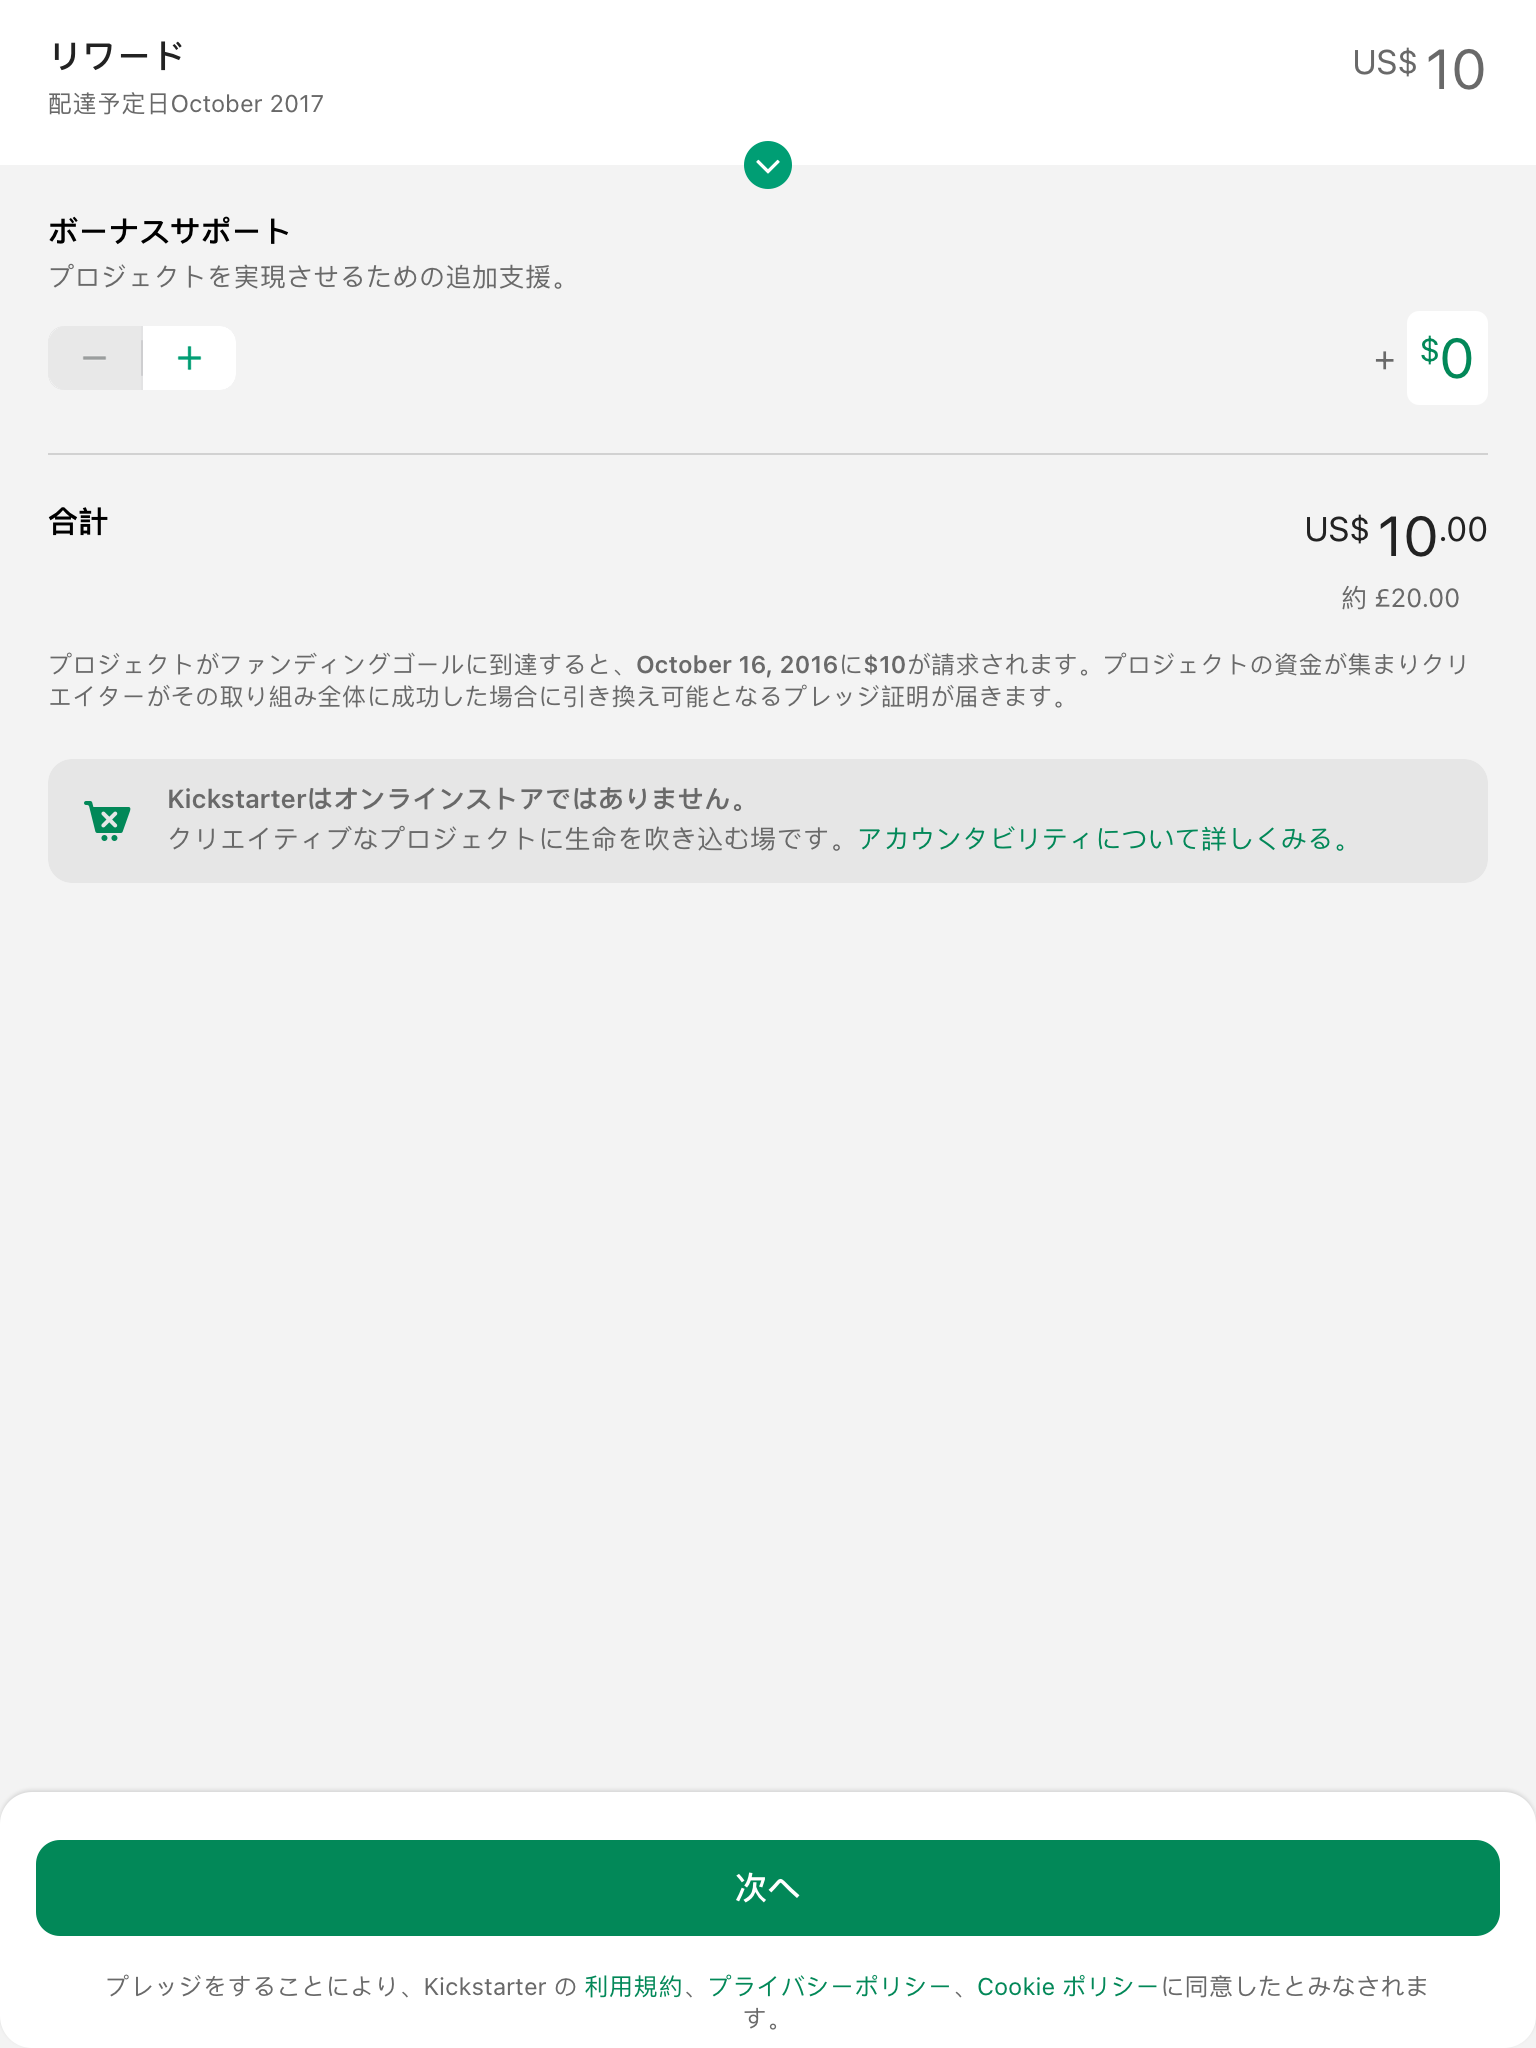 リワード
US$ 10
配達予定日October 2017
ボーナスサポート
プロジェクトを実現させるための追加支援。
− + + $0
合計
US$ 10.00
約 £20.00
プロジェクトがファンディングゴールに到達すると、October 16, 2016に$10が請求されます。プロジェクトの資金が集まりクリ
エイターがその取り組み全体に成功した場合に引き換え可能となるプレッジ証明が届きます。
Kickstarterはオンラインストアではありません。
クリエイティブなプロジェクトに生命を吹き込む場です。アカウンタビリティについて詳しくみる。
次へ
プレッジをすることにより、Kickstarter の 利用規約、プライバシーポリシー、Cookie ポリシーに同意したとみなされま
す。